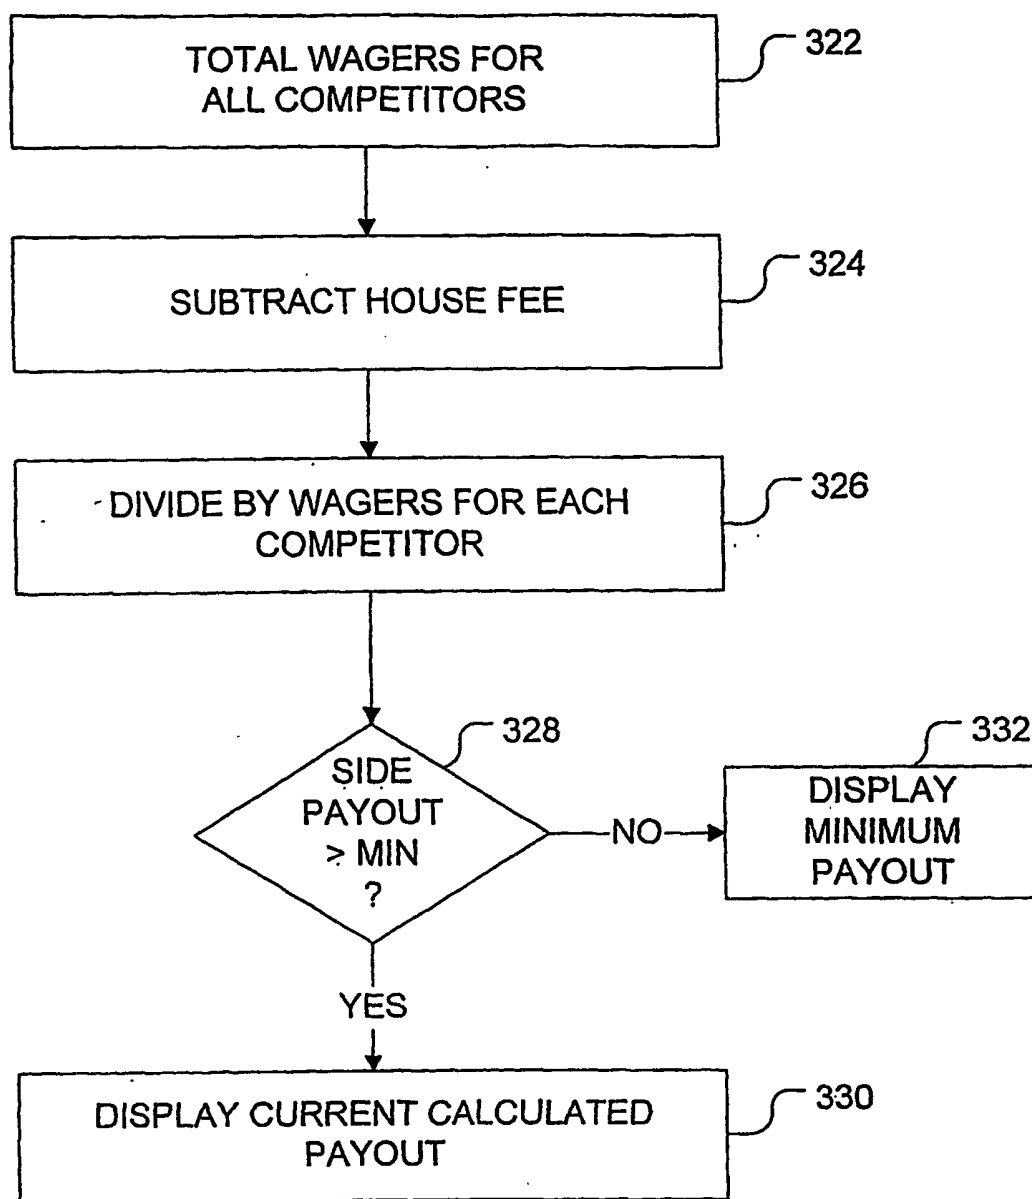 TOTAL WAGERS FOR
ALL COMPETITORS
322
SUBTRACT HOUSE FEE
324
DIVIDE BY WAGERS FOR EACH
COMPETITOR
326
SIDE
PAYOUT
> MIN
?
328
NO
DISPLAY
MINIMUM
PAYOUT
332
YES
DISPLAY CURRENT CALCULATED
PAYOUT
330